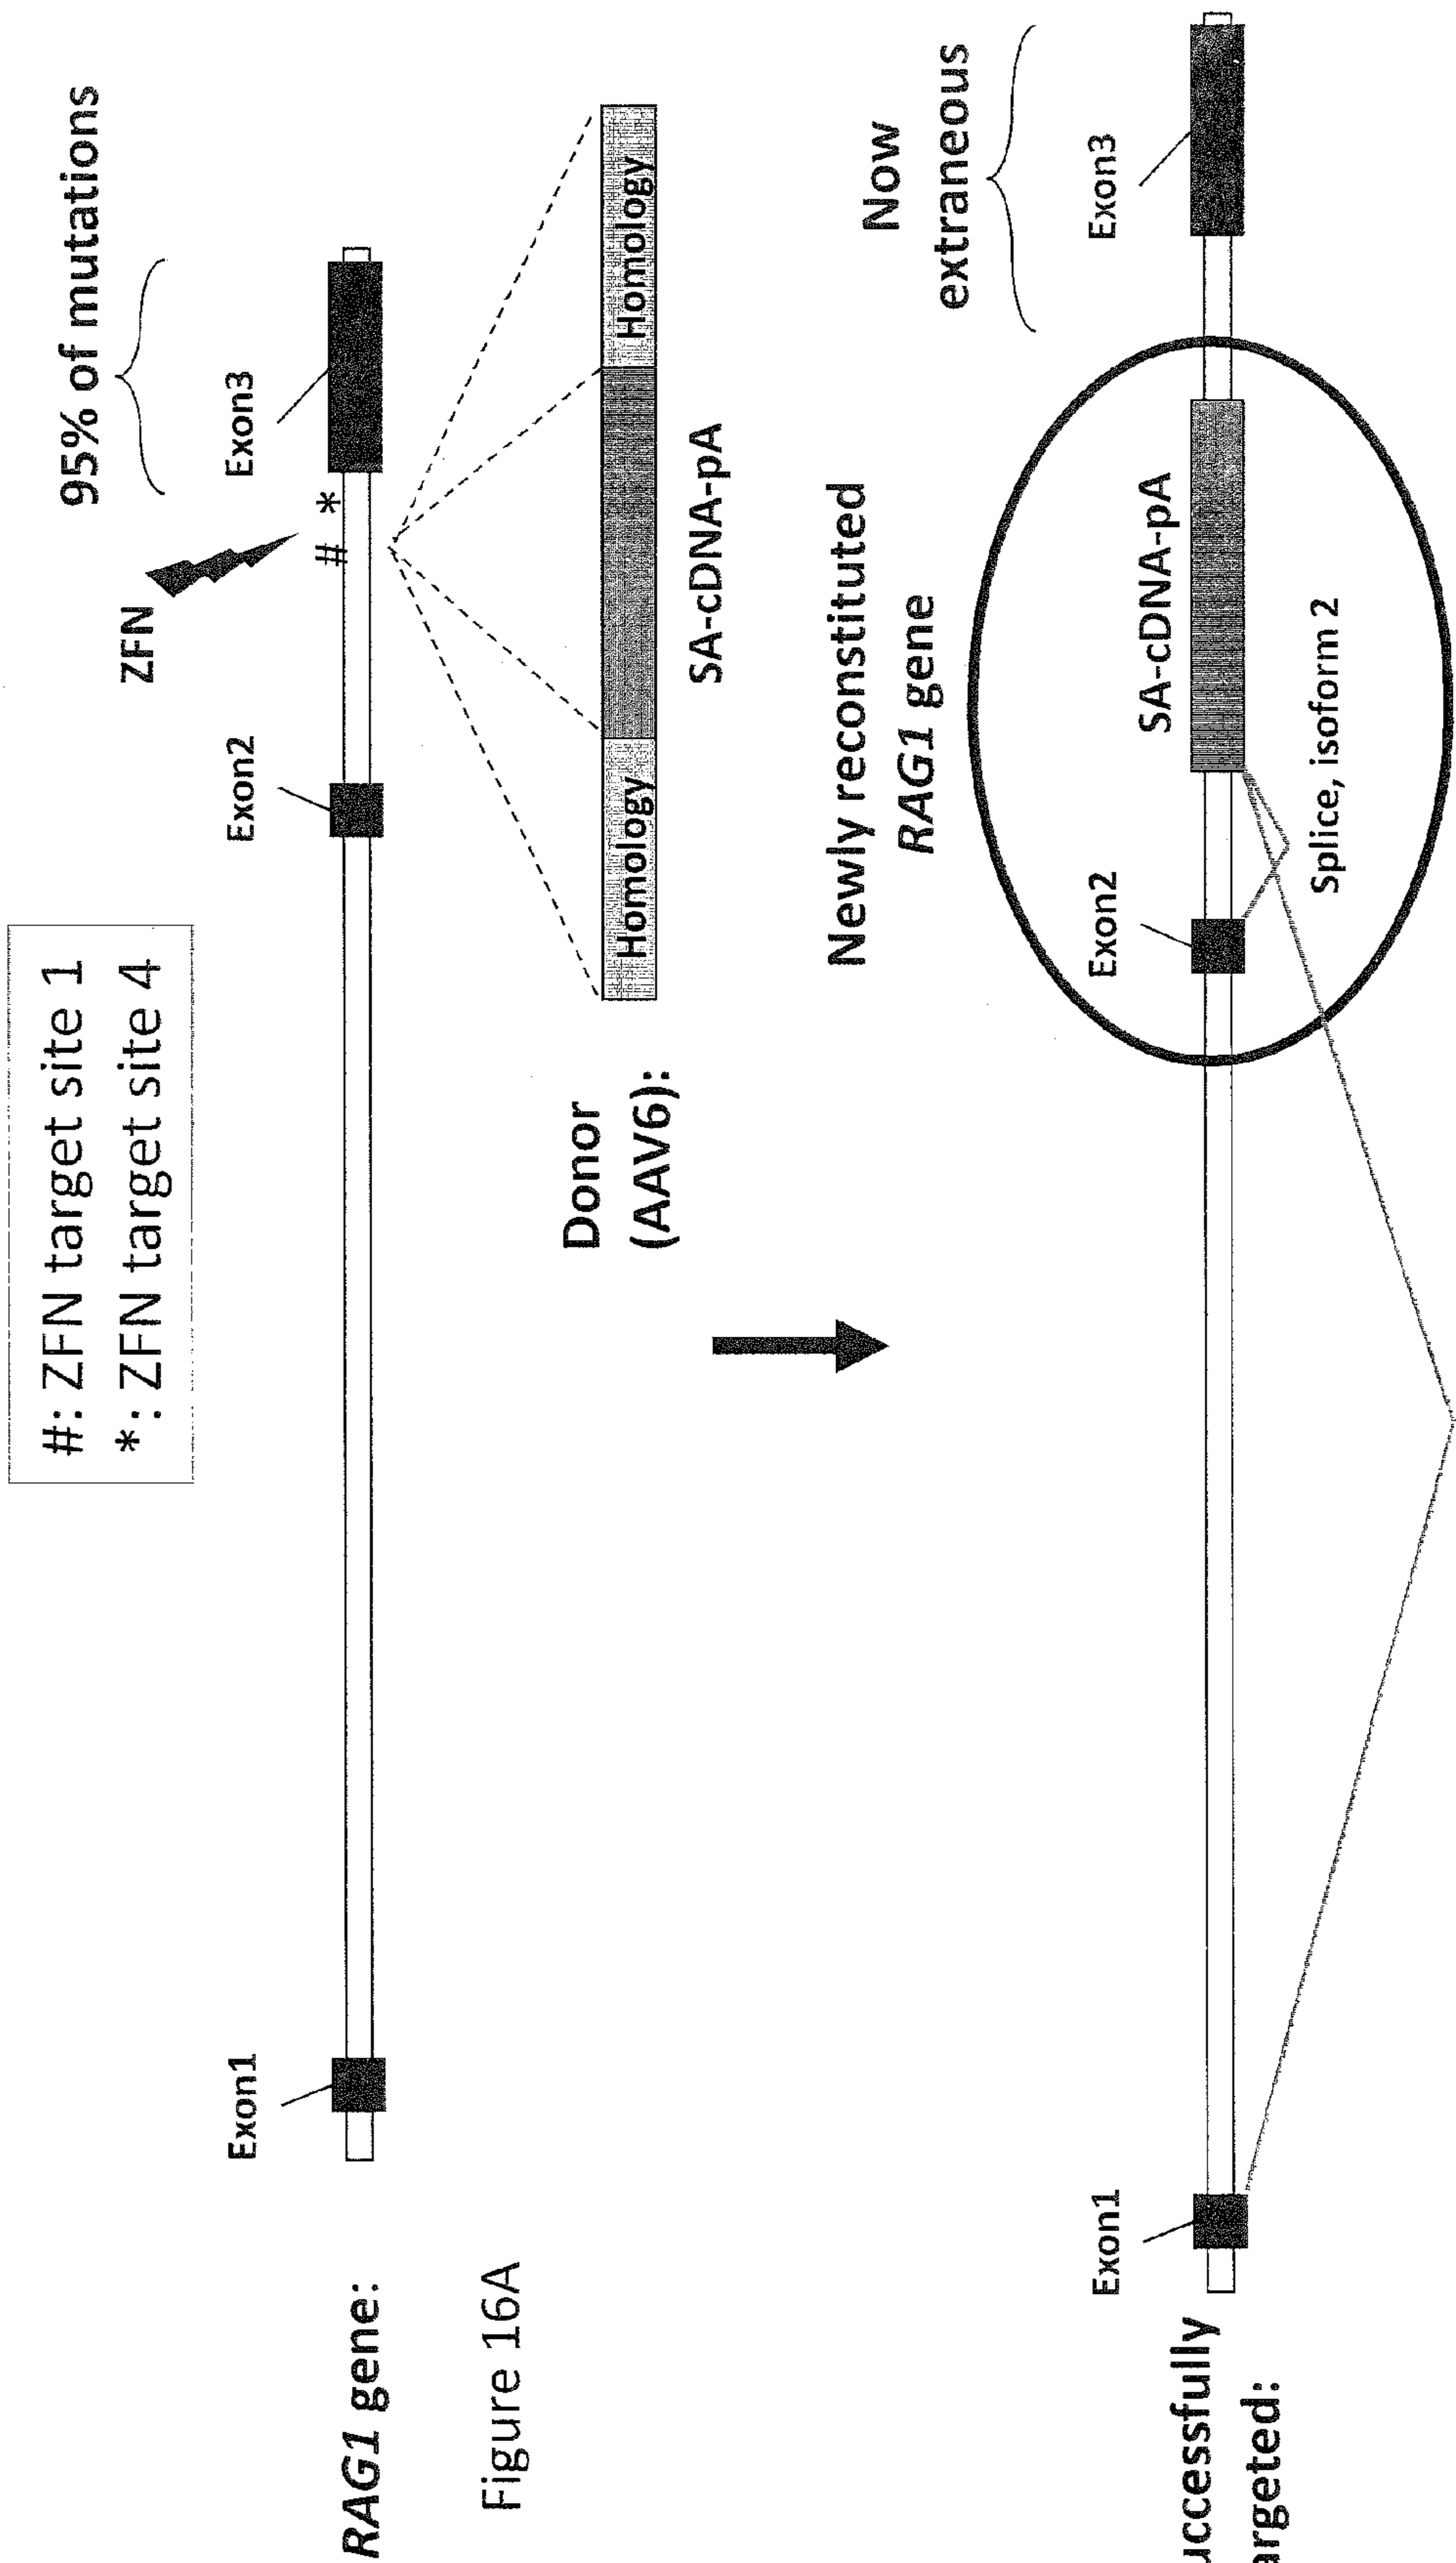 #: ZFN target site 1
*: ZFN target site 4
95% of mutations
ZFN
Exon1
Exon2
Exon3
# *
RAG1 gene:
Homology
Homology
SA-cDNA-pA
Donor
(AAV6):
Figure 16A
Newly reconstituted
RAG1 gene
Now
extraneous
Exon1
Exon2
SA-cDNA-pA
Exon3
uccessfully
argeted:
Splice, isoform 2